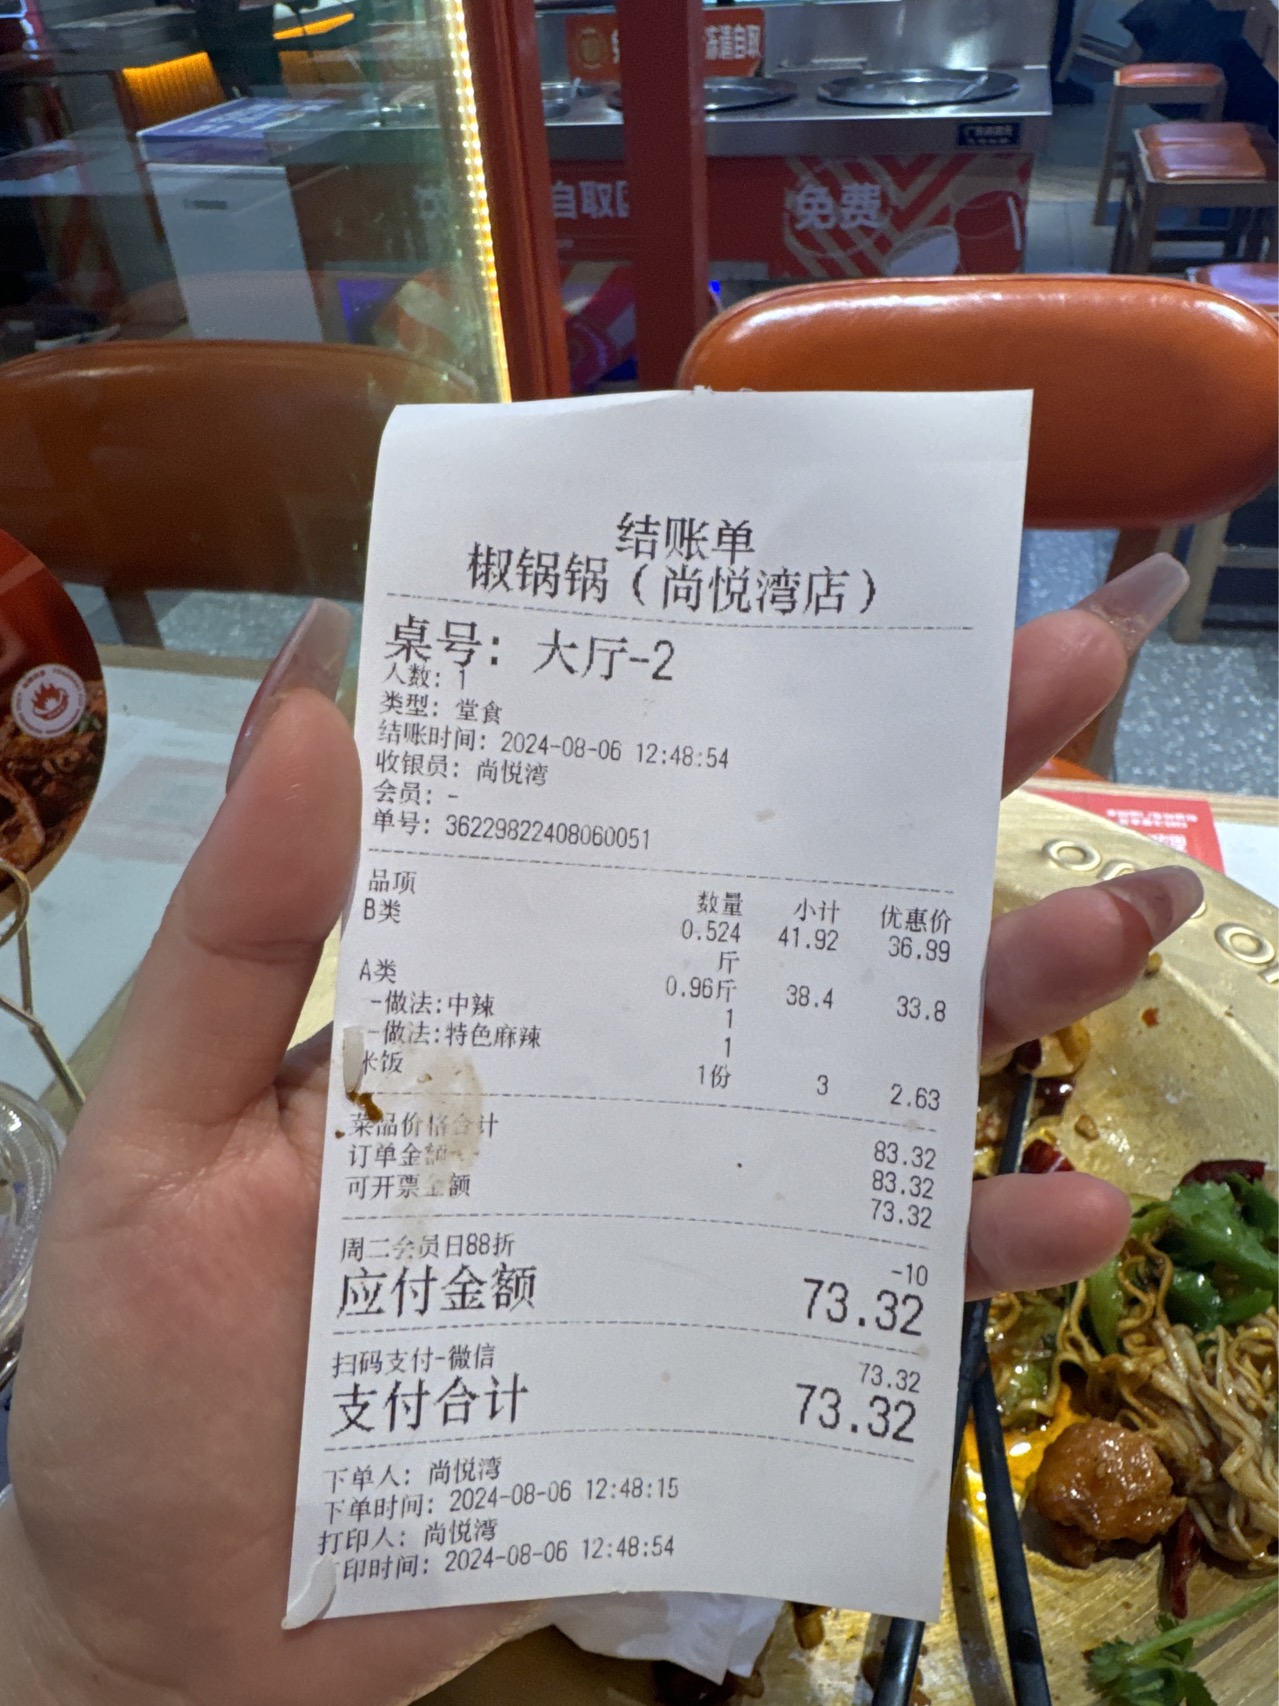 冻请自取
自取
免费
结账单
椒锅锅（尚悦湾店）
桌号：大厅-2
人数：1
类型：堂食
结账时间：2024-08-06 12:48:54
收银员：尚悦湾
会员：-
单号：36229822408060051
品项 数量 小计 优惠价
B类 0.524斤 41.92 36.89
A类 0.96斤 38.4 33.8
-做法:中辣 1
-做法:特色麻辣 1
米饭 1份 3 2.63
菜品价格合计 83.32
订单金额 83.32
可开票金额 73.32
周二会员日88折 -10
应付金额 73.32
扫码支付-微信 73.32
支付合计 73.32
下单人：尚悦湾
下单时间：2024-08-06 12:48:15
打印人：尚悦湾
印时间：2024-08-06 12:48:54